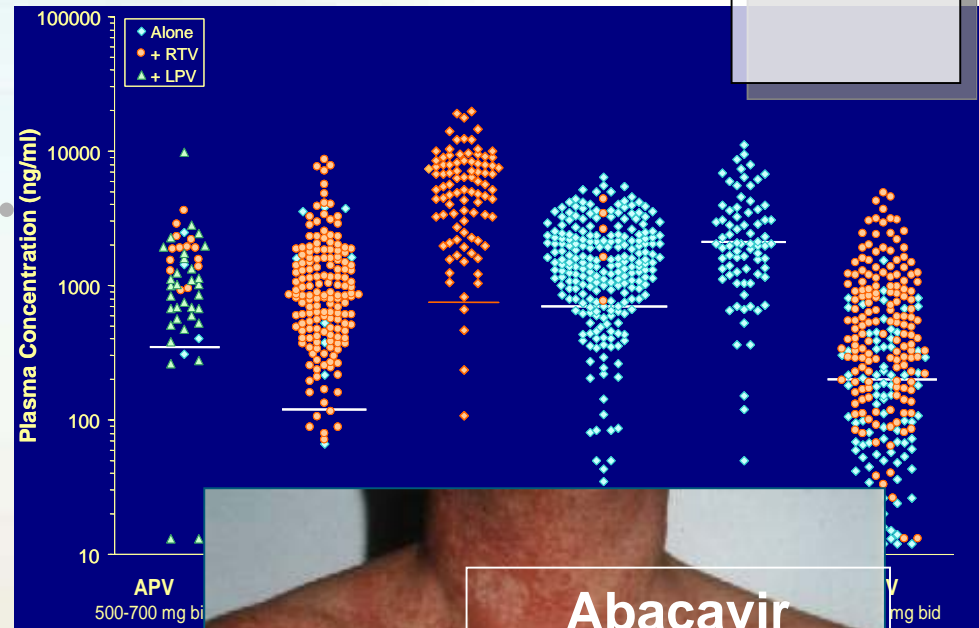 100000
Alone
+ RTV
+ LPV
10000
Plasma Concentration (ng/ml)
1000
100
10
APV
500-700 mg bi
V
mg bid
Abacavir